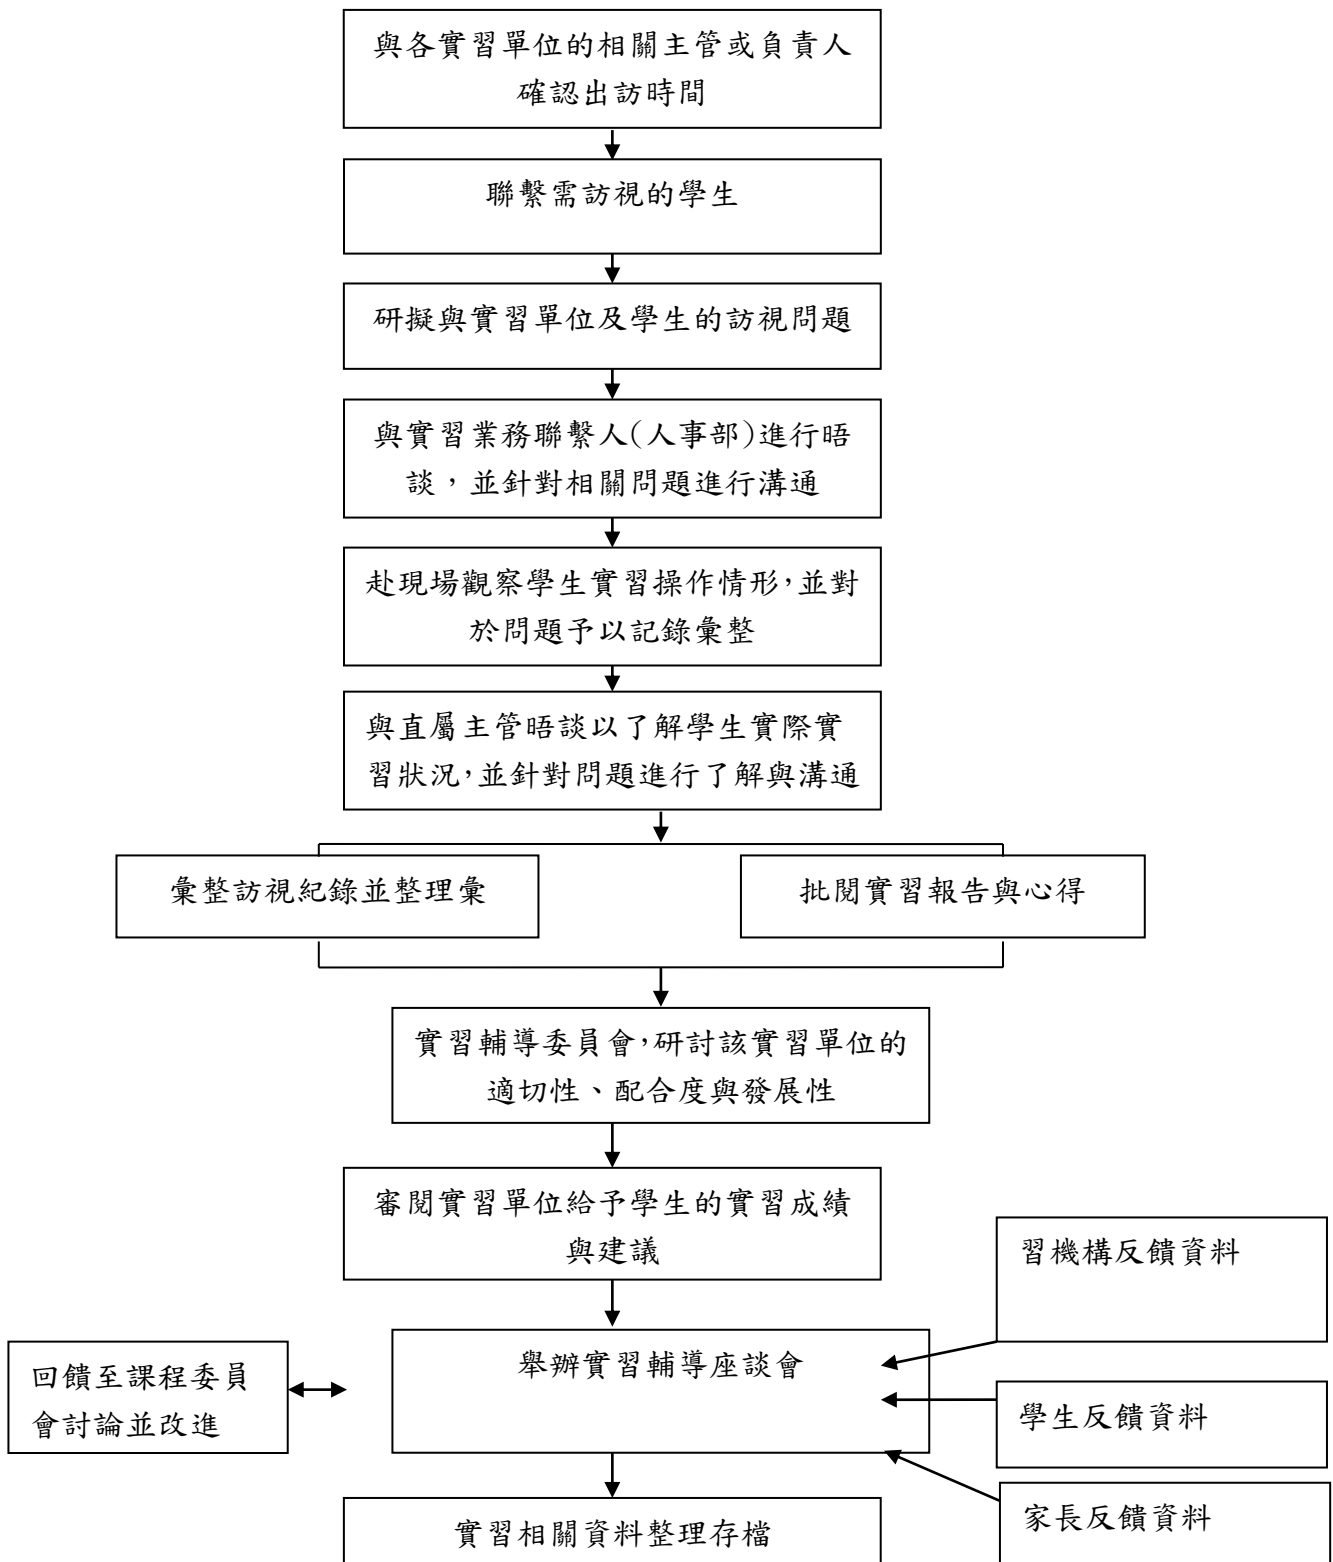 與各實習單位的相關主管或負責人
確認出訪時間
聯繫需訪視的學生
研擬與實習單位及學生的訪視問題
與實習業務聯繫人(人事部)進行晤
談，並針對相關問題進行溝通
赴現場觀察學生實習操作情形，並對
於問題予以記錄彙整
與直屬主管晤談以了解學生實際實
習狀況，並針對問題進行了解與溝通
彙整訪視紀錄並整理彙
批閱實習報告與心得
實習輔導委員會，研討該實習單位的
適切性、配合度與發展性
審閱實習單位給予學生的實習成績
與建議
習機構反饋資料
舉辦實習輔導座談會
回饋至課程委員
會討論並改進
學生反饋資料
家長反饋資料
實習相關資料整理存檔